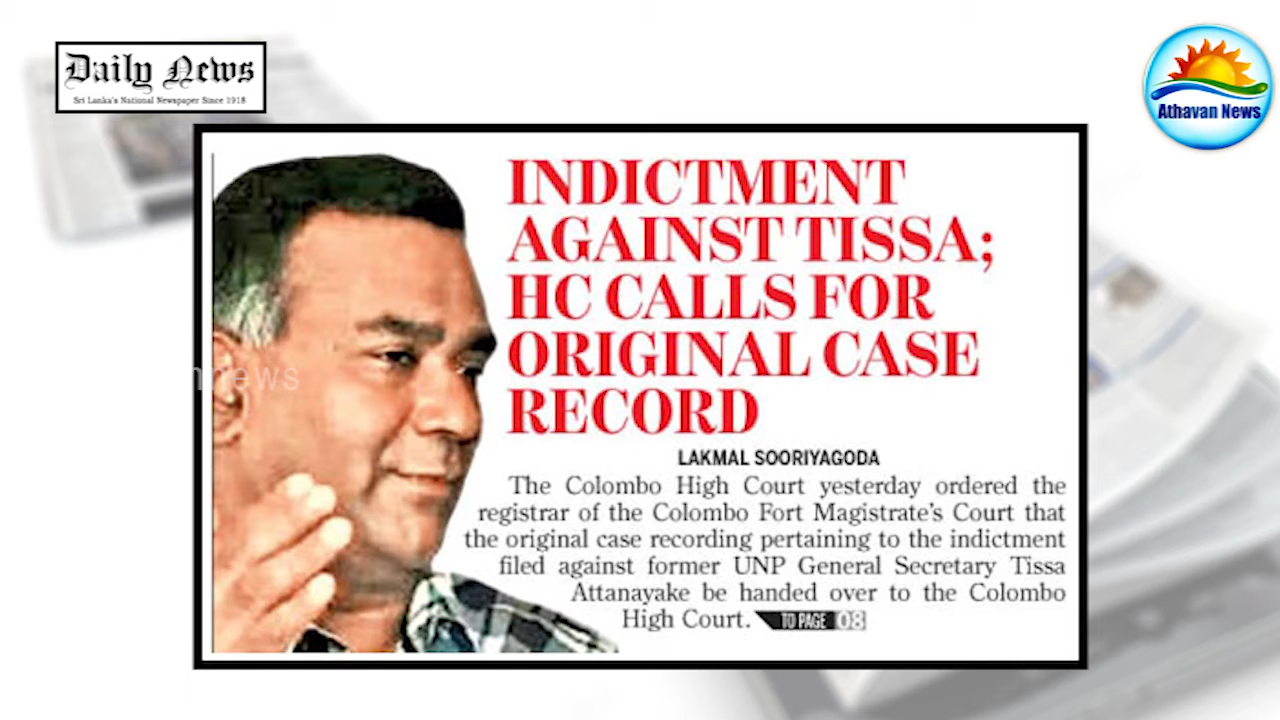 Daily News
Sri Lanka's National Newspaper Since 1918
Athavan News
INDICTMENT
AGAINST TISSA;
HC CALLS FOR
ORIGINAL CASE
RECORD
LAKMAL SOORIYAGODA
The Colombo High Court yesterday ordered the
registrar of the Colombo Fort Magistrate's Court that
the original case recording pertaining to the indictment
filed against former UNP General Secretary Tissa
Attanayake be handed over to the Colombo
High Court. TO PAGE 08